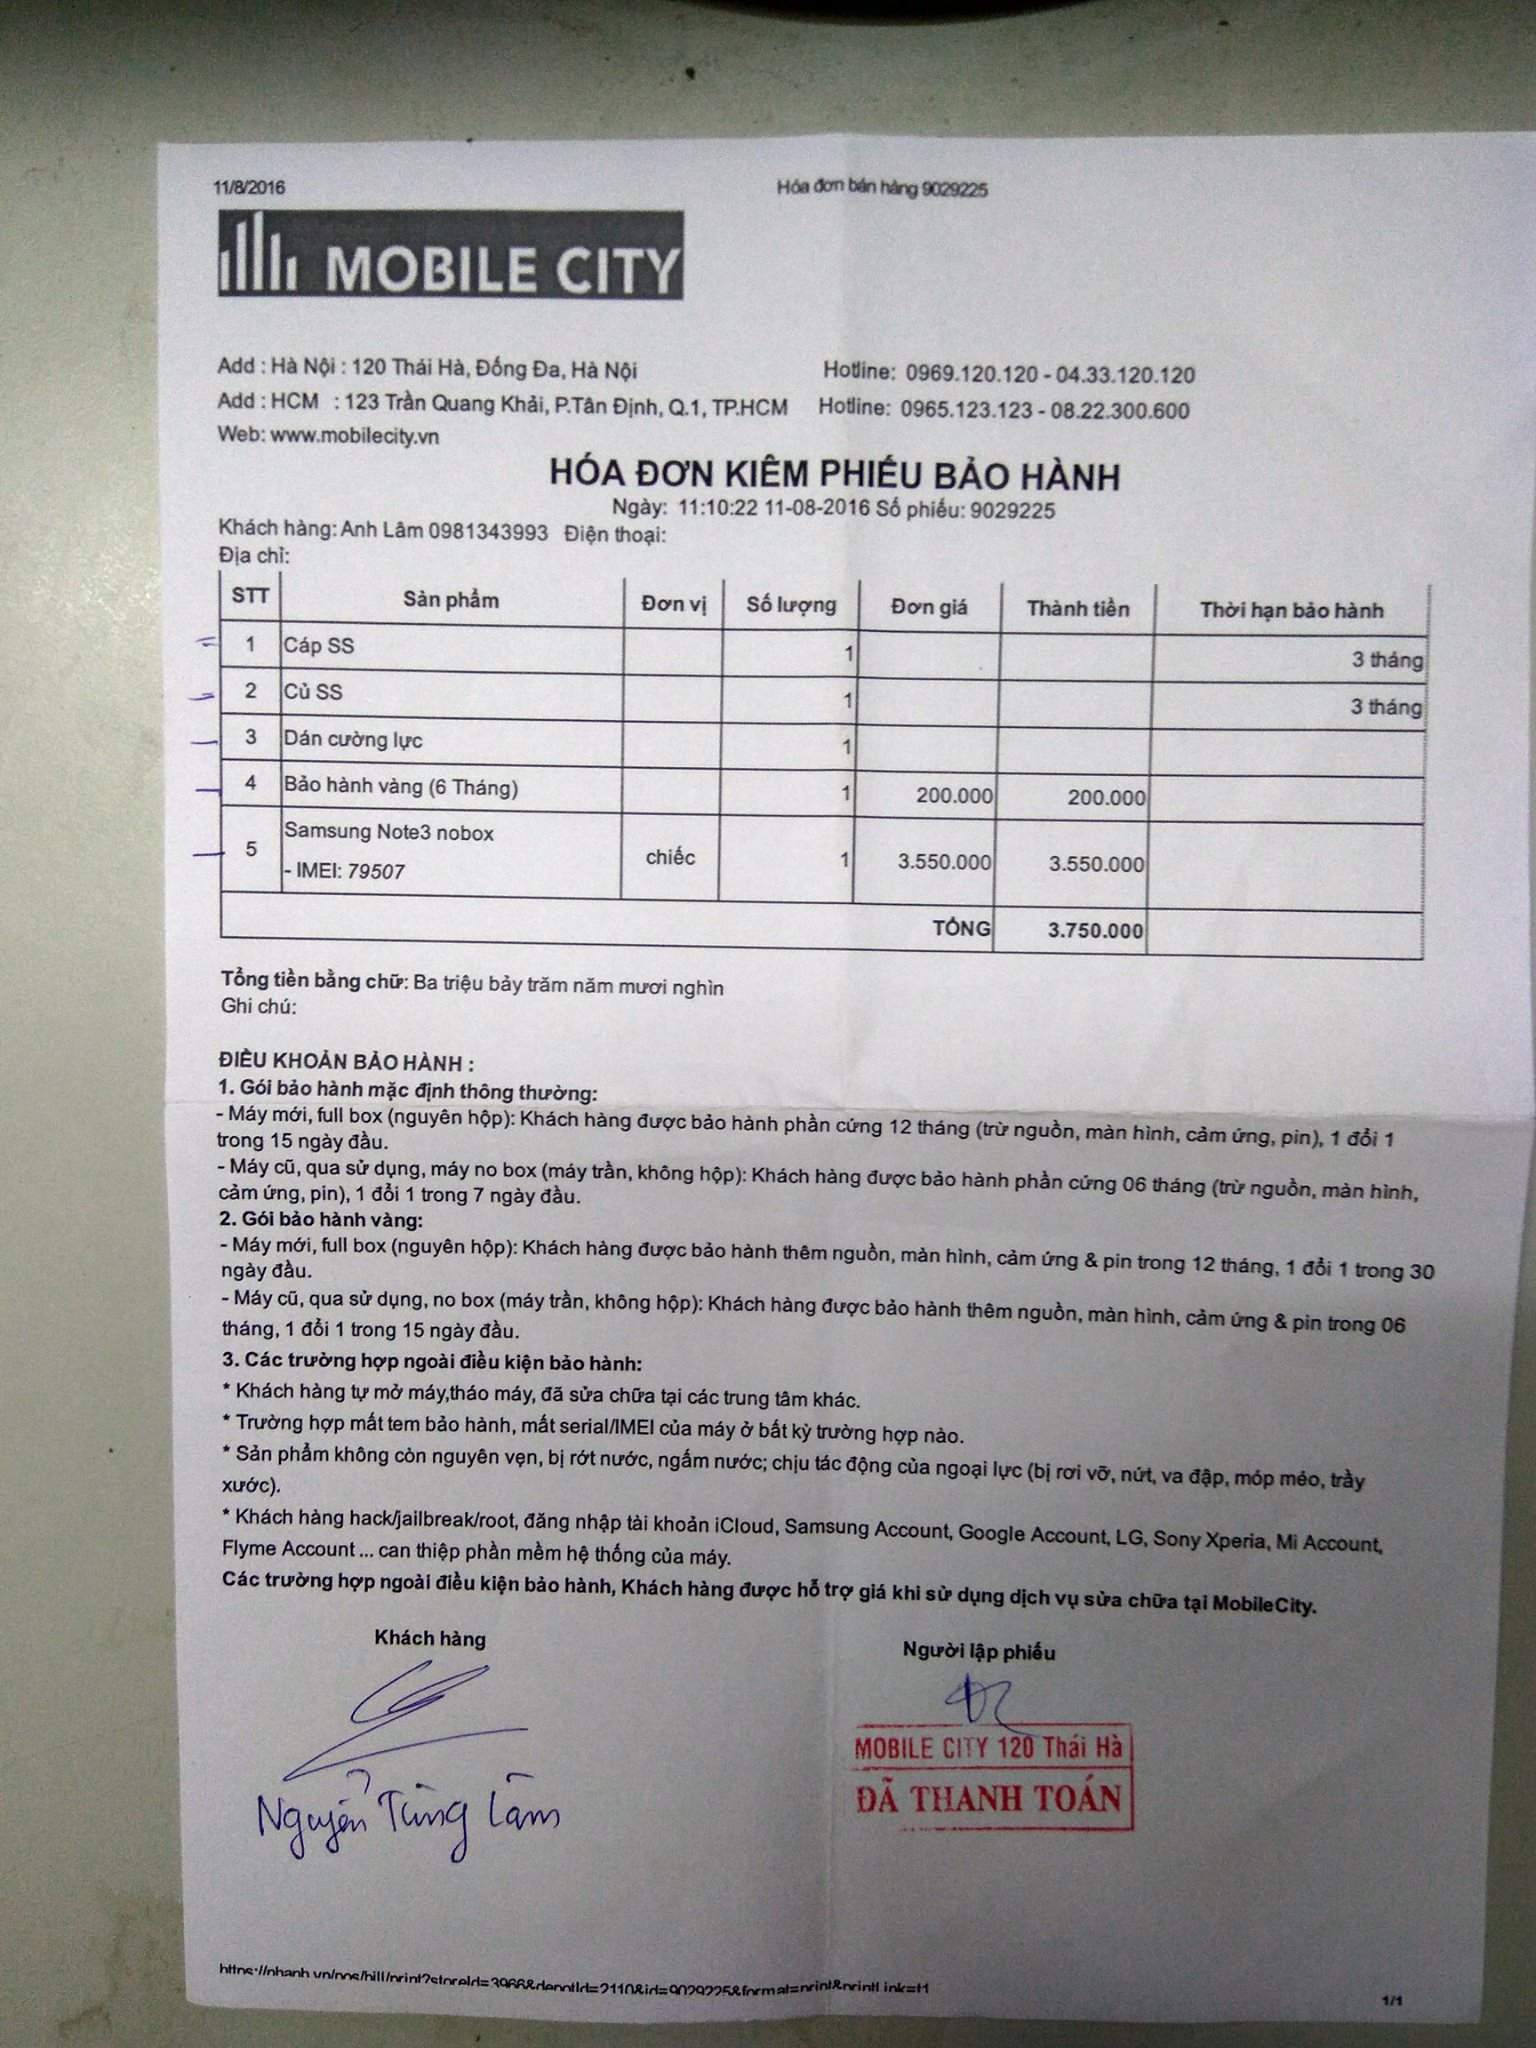 11/8/2016 Hóa đơn bán hàng 9029225
MOBILE CITY
Add : Hà Nội : 120 Thái Hà, Đống Đa, Hà Nội Hotline: 0969.120.120 - 04.33.120.120
Add : HCM : 123 Trần Quang Khải, P.Tân Định, Q.1, TP.HCM Hotline: 0965.123.123 - 08.22.300.600
Web: www.mobilecity.vn
HÓA ĐƠN KIÊM PHIẾU BẢO HÀNH
Ngày: 11:10:22 11-08-2016 Số phiếu: 9029225
Khách hàng: Anh Lâm 0981343993 Điện thoại:
Địa chỉ:
STT Sản phẩm Đơn vị Số lượng Đơn giá Thành tiền Thời hạn bảo hành
1 Cáp SS 1 3 tháng
2 Củ SS 1 3 tháng
3 Dán cường lực 1
4 Bảo hành vàng (6 Tháng) 1 200.000 200.000
5 Samsung Note3 nobox chiếc 1 3.550.000 3.550.000
- IMEI: 79507
TỔNG 3.750.000
Tổng tiền bằng chữ: Ba triệu bảy trăm năm mươi nghìn
Ghi chú:
ĐIỀU KHOẢN BẢO HÀNH :
1. Gói bảo hành mặc định thông thường:
- Máy mới, full box (nguyên hộp): Khách hàng được bảo hành phần cứng 12 tháng (trừ nguồn, màn hình, cảm ứng, pin), 1 đổi 1
trong 15 ngày đầu.
- Máy cũ, qua sử dụng, máy no box (máy trần, không hộp): Khách hàng được bảo hành phần cứng 06 tháng (trừ nguồn, màn hình,
cảm ứng, pin), 1 đổi 1 trong 7 ngày đầu.
2. Gói bảo hành vàng:
- Máy mới, full box (nguyên hộp): Khách hàng được bảo hành thêm nguồn, màn hình, cảm ứng & pin trong 12 tháng, 1 đổi 1 trong 30
ngày đầu.
- Máy cũ, qua sử dụng, no box (máy trần, không hộp): Khách hàng được bảo hành thêm nguồn, màn hình, cảm ứng & pin trong 06
tháng, 1 đổi 1 trong 15 ngày đầu.
3. Các trường hợp ngoài điều kiện bảo hành:
* Khách hàng tự mở máy,tháo máy, đã sửa chữa tại các trung tâm khác.
* Trường hợp mất tem bảo hành, mất serial/IMEI của máy ở bất kỳ trường hợp nào.
* Sản phẩm không còn nguyên vẹn, bị rớt nước, ngấm nước; chịu tác động của ngoại lực (bị rơi vỡ, nứt, va đập, móp méo, trầy
xước).
* Khách hàng hack/jailbreak/root, đăng nhập tài khoản iCloud, Samsung Account, Google Account, LG, Sony Xperia, Mi Account,
Flyme Account ... can thiệp phần mềm hệ thống của máy.
Các trường hợp ngoài điều kiện bảo hành, Khách hàng được hỗ trợ giá khi sử dụng dịch vụ sửa chữa tại MobileCity.
Khách hàng Người lập phiếu
MOBILE CITY 120 Thái Hà
ĐÃ THANH TOÁN
Nguyễn Tùng Lâm
https://nhanh.vn/pos/bill/print?storeId=3966&depotId=2110&id=9029225&format=print&printLink=f1
1/1